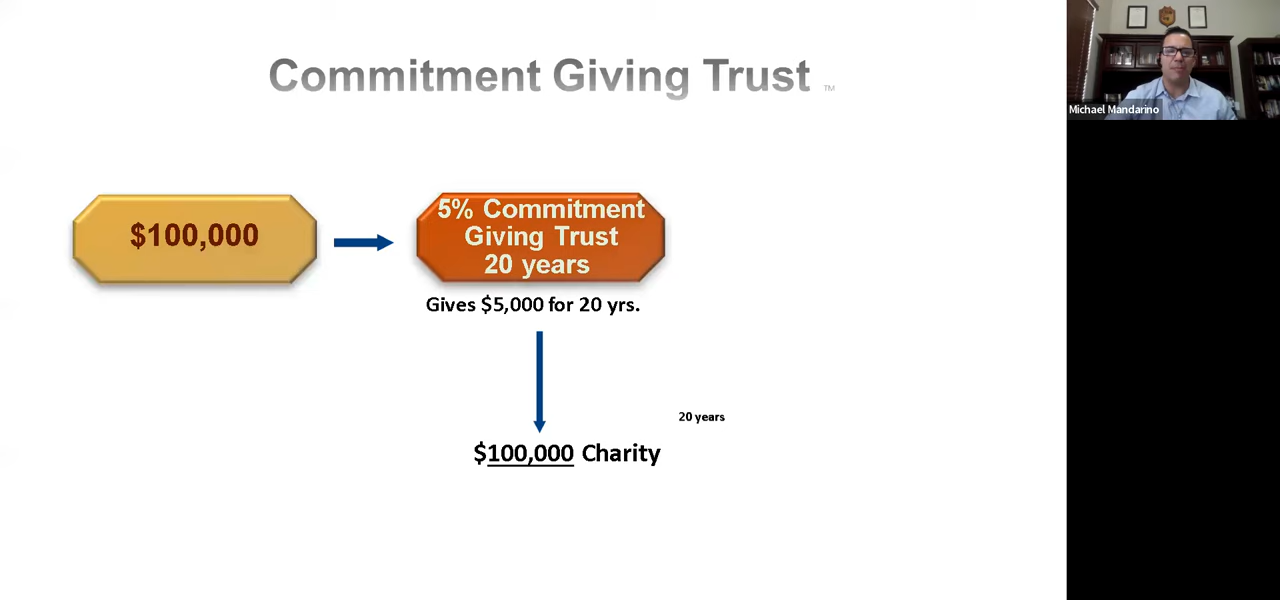 Commitment Giving Trust ™
Michael Mandarino
$100,000
5% Commitment
Giving Trust
20 years
Gives $5,000 for 20 yrs.
20 years
$100,000 Charity